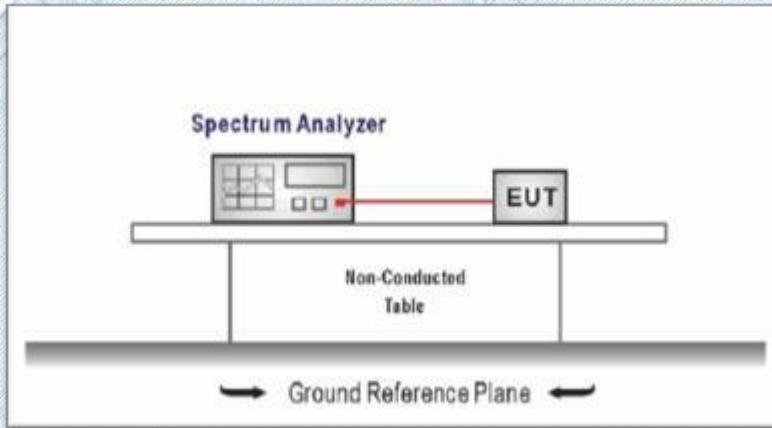 Spectrum Analyzer
EUT
Non-Conducted
Table
Ground Reference Plane